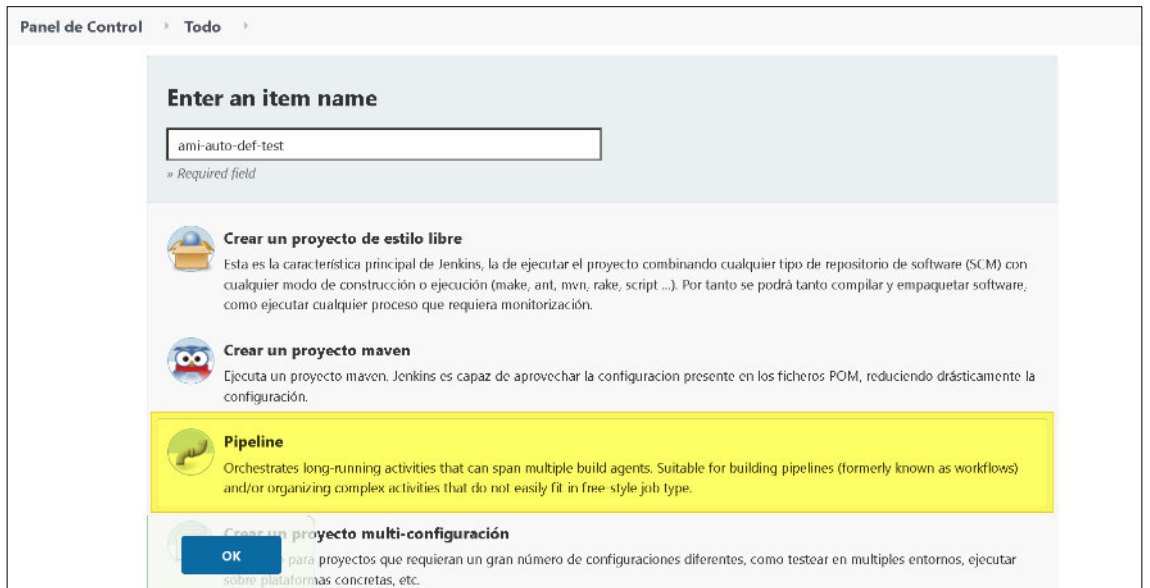 Panel de Control Todo
Enter an item name
ami-auto-def-test
» Required field
Crear un proyecto de estilo libre
Esta es la característica principal de Jenkins, la de ejecutar el proyecto combinando cualquier tipo de repositorio de software (SCM) con
cualquier modo de construcción o ejecución (make, ant, mvn, rake, script ...). Por tanto se podrá tanto compilar y empaquetar software,
como ejecutar cualquier proceso que requiera monitorización.
Crear un proyecto maven
Ejecuta un proyecto maven. Jenkins es capaz de aprovechar la configuracion presente en los ficheros POM, reduciendo drásticamente la
configuración.
Pipeline
Orchestrates long-running activities that can span multiple build agents. Suitable for building pipelines (formerly known as workflows)
and/or organizing complex activities that do not easily fit in free-style job type.
Crear un proyecto multi-configuración
OK para proyectos que requieran un gran número de configuraciones diferentes, como testear en multiples entornos, ejecutar
sobre plataformas concretas, etc.